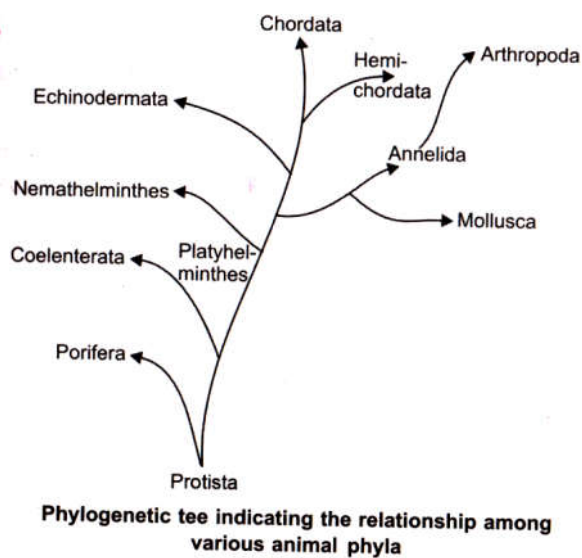 Chordata
Hemi-
chordata
Arthropoda
Echinodermata
Annelida
Nemathelminthes
Mollusca
Platyhel-
minthes
Coelenterata
Porifera
Protista
Phylogenetic tee indicating the relationship among
various animal phyla